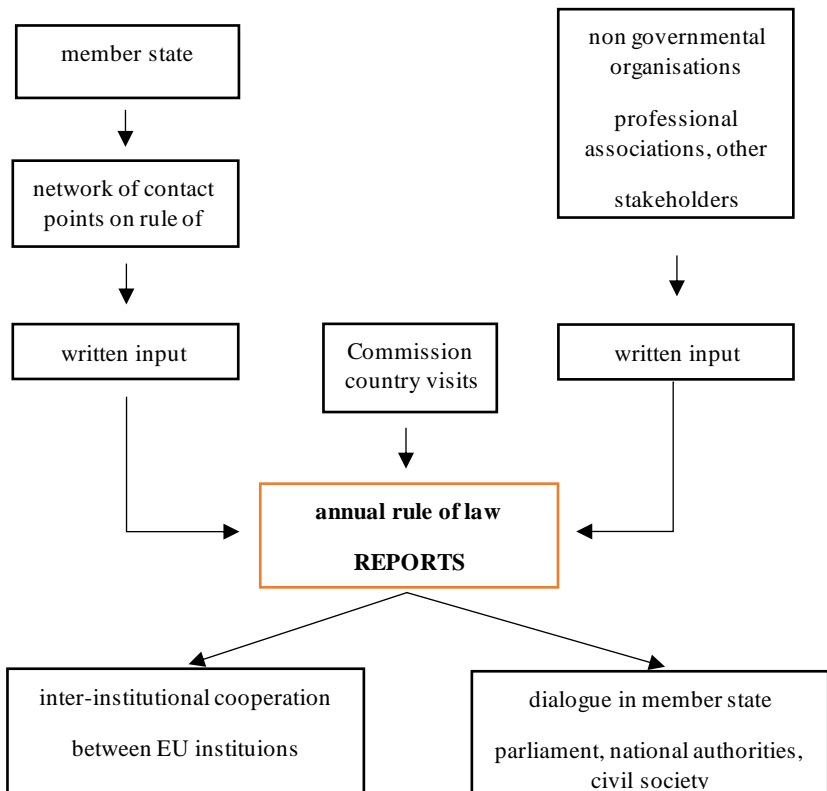 member state
non governmental
organisations
professional
associations, other
stakeholders
network of contact
points on rule of
written input
Commission
country visits
written input
annual rule of law
REPORTS
inter-institutional cooperation
between EU instituions
dialogue in member state
parliament, national authorities,
civil society